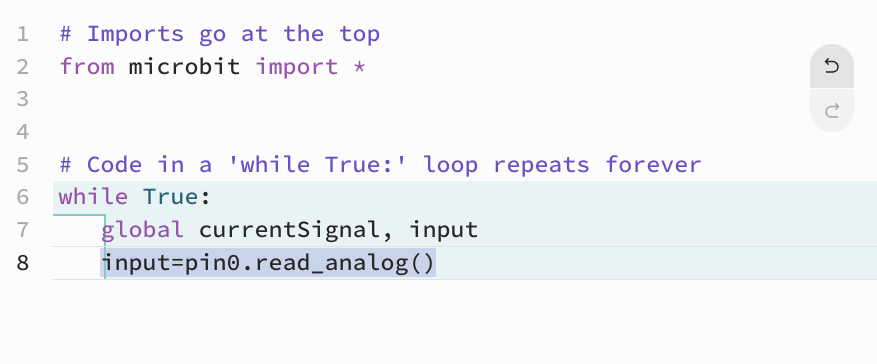 1 # Imports go at the top
2 from microbit import *
3
4
5 # Code in a 'while True:' loop repeats forever
6 while True:
7 global currentSignal, input
8 input=pin0.read_analog()